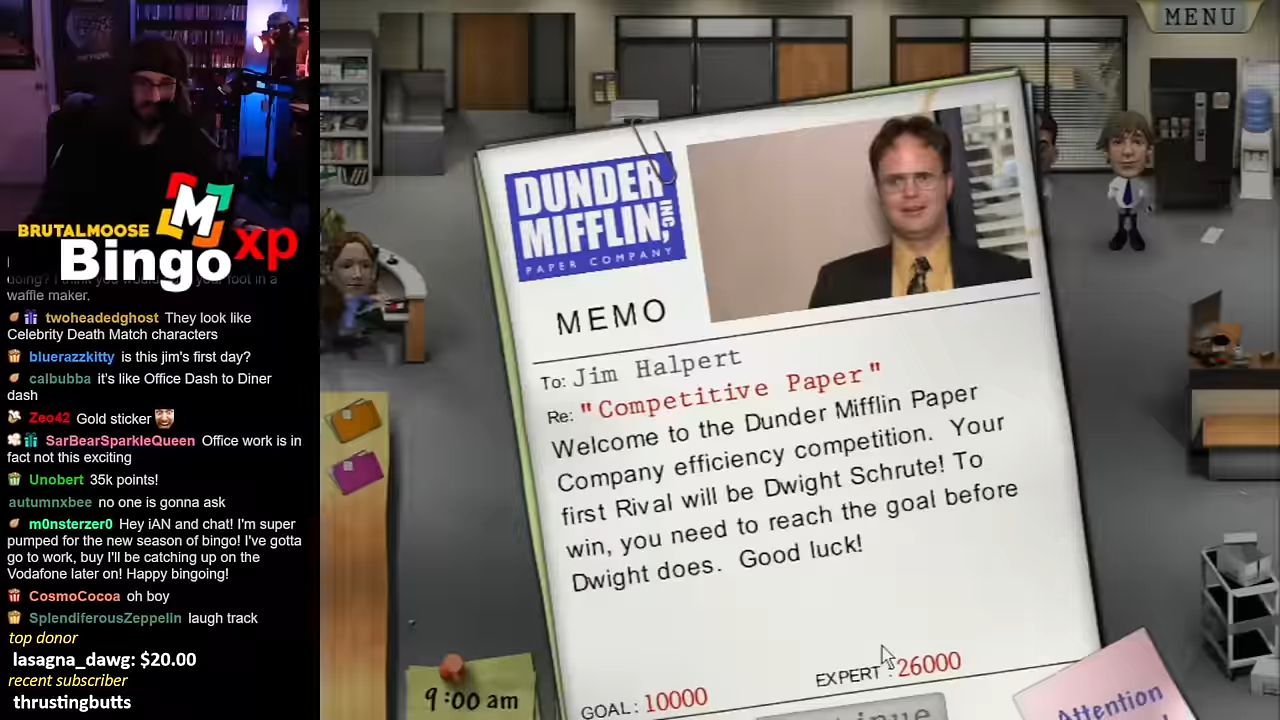 MENU
DUNDER
MIFFLIN, INC
PAPER COMPANY
MEMO
To: Jim Halpert
Re: "Competitive Paper"
Welcome to the Dunder Mifflin Paper
Company efficiency competition. Your
first Rival will be Dwight Schrute! To
win, you need to reach the goal before
Dwight does. Good luck!
GOAL: 10000
EXPERT: 26000
9:00 am
Attention
BRUTALMOOSE
M
Bingo xp
waffle maker.
twoheadedghost They look like
Celebrity Death Match characters
bluerazzkitty is this jim's first day?
calbubba it's like Office Dash to Diner
dash
Zeo42 Gold sticker
SarBearSparkleQueen Office work is in
fact not this exciting
Unobert 35k points!
autumnxbee no one is gonna ask
m0nsterzer0 Hey iAN and chat! I'm super
pumped for the new season of bingo! I've gotta
go to work, buy I'll be catching up on the
Vodafone later on! Happy bingoing!
CosmoCocoa oh boy
SplendiferousZeppelin laugh track
top donor
lasagna_dawg: $20.00
recent subscriber
thrustingbutts